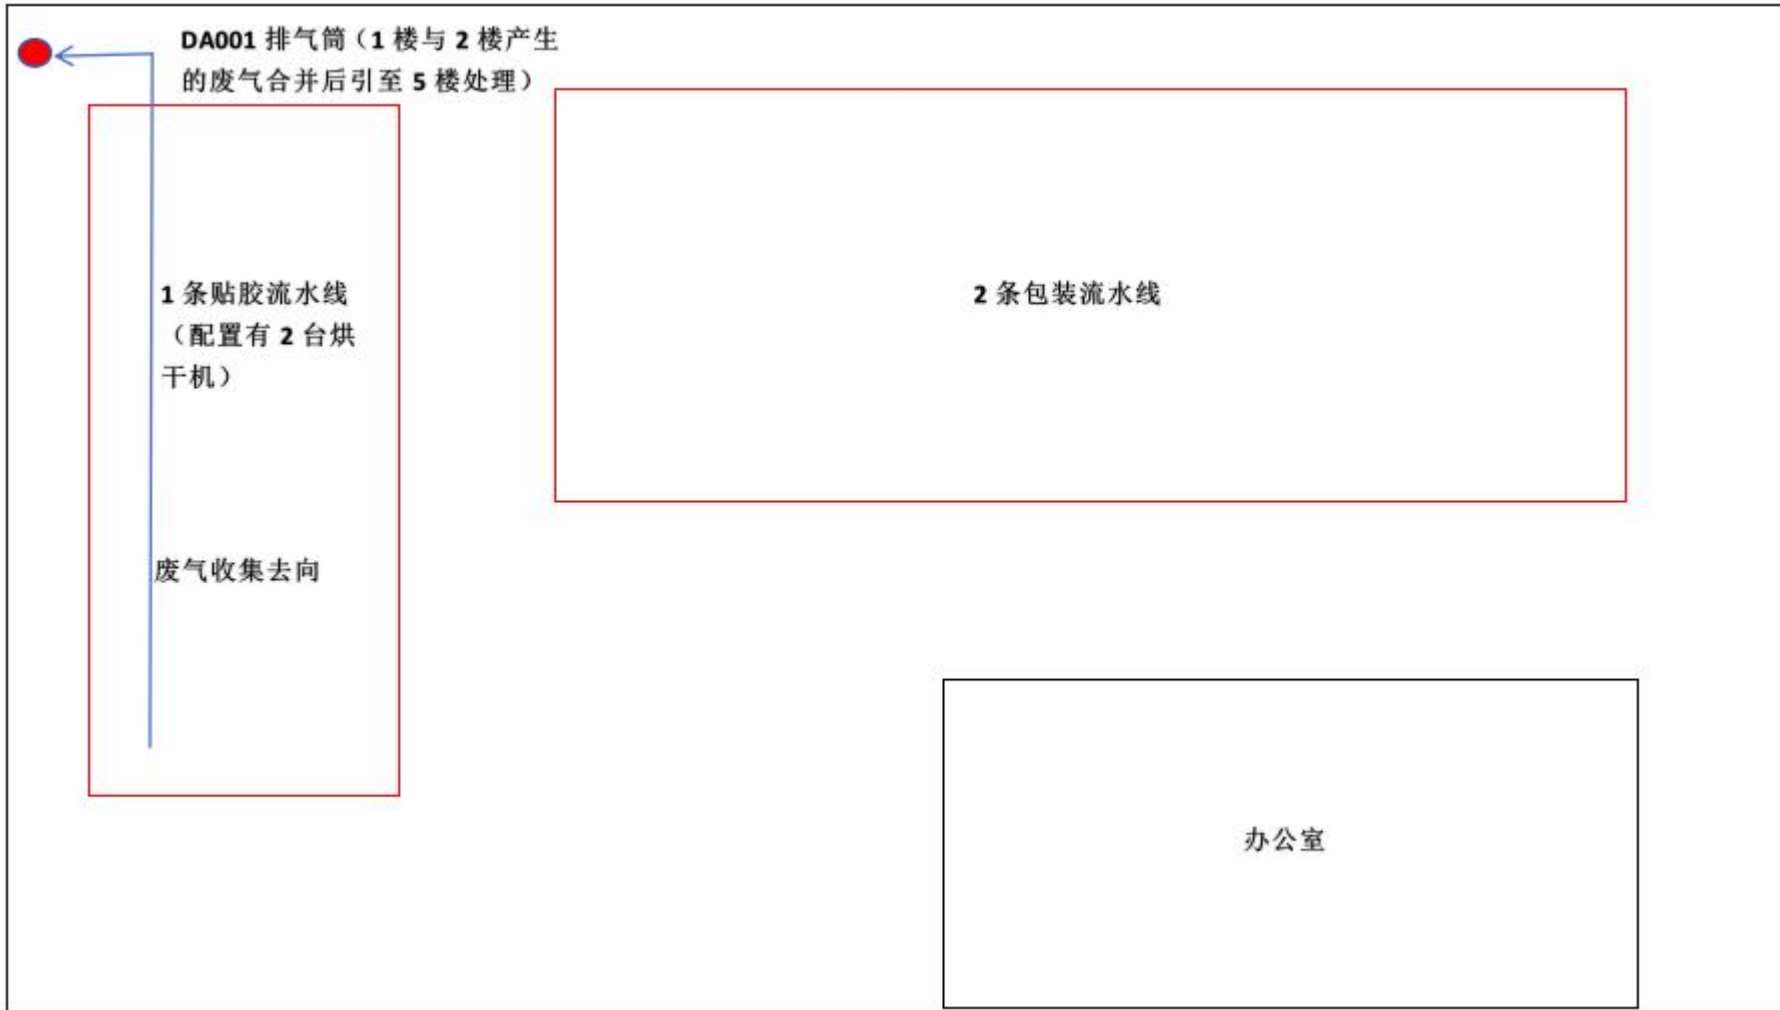 DA001 排气筒（1 楼与 2 楼产生
的废气合并后引至 5 楼处理）
1 条贴胶流水线
（配置有 2 台烘
干机）
2 条包装流水线
废气收集去向
办公室